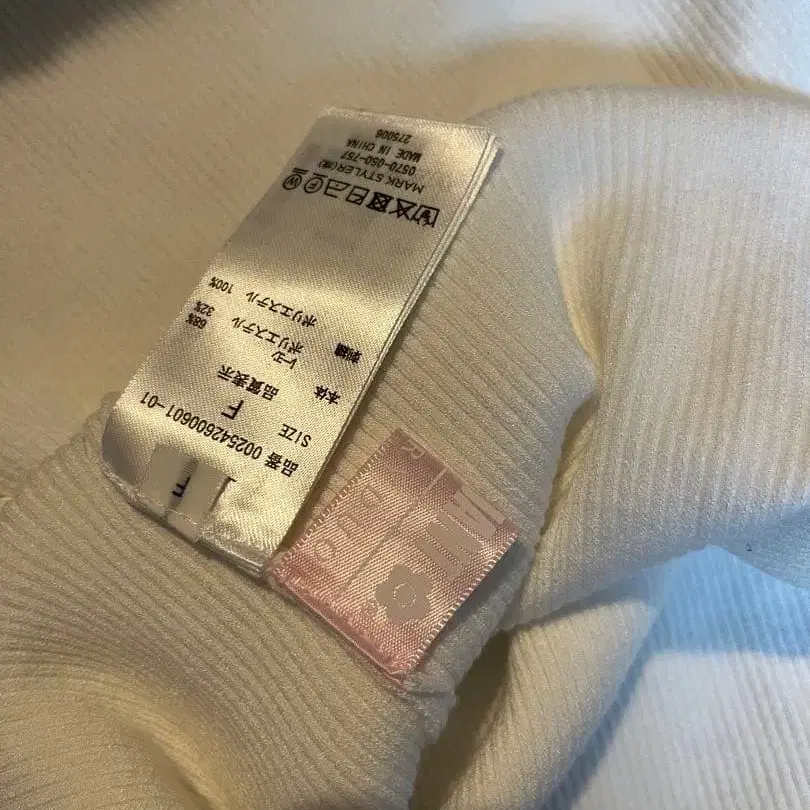 品番 002542600601-01
SIZE
F
品質表示
本体
レーヨン 68%
ポリエステル 32%
刺繍
ポリエステル 100%
MARK STYLER(株)
0570-050-757
MADE IN CHINA
275006
F